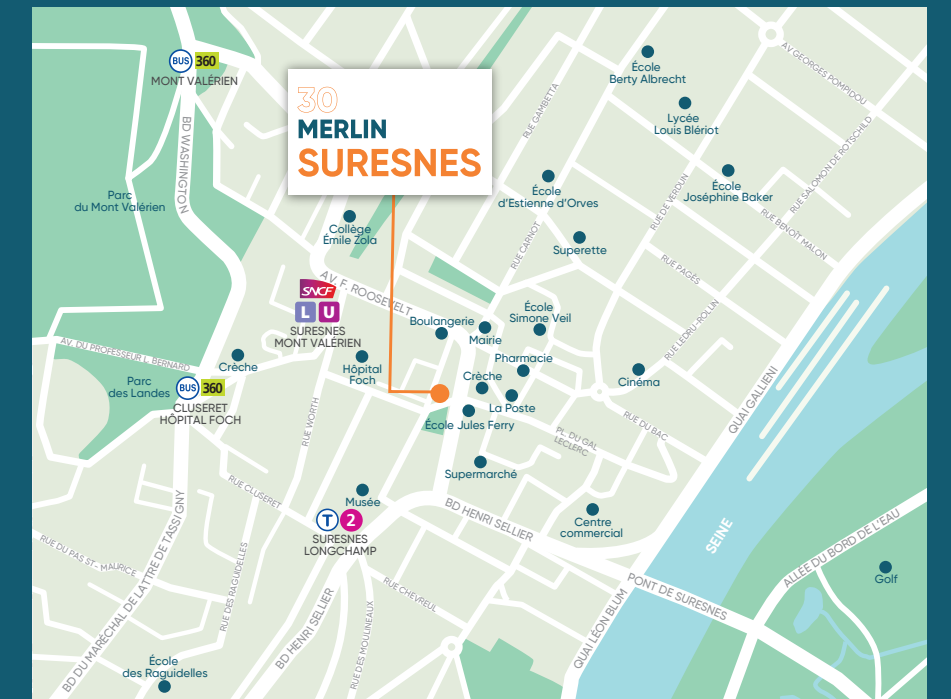 BUS 360
MONT VALÉRIEN
30
MERLIN
SURESNES
École
Berty Albrecht
AV GEORGES POMPIDOU
Lycée
Louis Blériot
RUE GAMBETTA
BD WASHINGTON
RUE SALOMON DE ROTSCHILD
Parc
du Mont Valérien
École
d'Estienne d'Orves
RUE DE VERDUN
École
Joséphine Baker
Collège
Émile Zola
RUE CARNOT
Superette
RUE BENOÎT MALON
RUE PAGÈS
AV. F. ROOSEVELT
SNCF
L U
SURESNES
MONT VALÉRIEN
Boulangerie
Mairie
École
Simone Veil
RUE LEDRU-ROLLIN
AV. DU PROFESSEUR L. BERNARD
Crèche
Hôpital
Foch
Pharmacie
Crèche
La Poste
Cinéma
Parc
des Landes
BUS 360
CLUSERET
HÔPITAL FOCH
QUAI GALLIENI
RUE WORTH
École Jules Ferry
PL. DU GAL
LECLERC
RUE DU BAC
Supermarché
RUE CLUSERET
Musée
T 2
SURESNES
LONGCHAMP
BD HENRI SELLIER
Centre
commercial
SEINE
ALLÉE DU BORD DE L'EAU
Golf
BD DU MARÉCHAL DE LATTRE DE TASSIGNY
RUE DU PAS ST-MAURICE
RUE DES RAGUIDELLES
BD HENRI SELLIER
RUE CHEVREUL
RUE DES MOULINEAUX
PONT DE SURESNES
QUAI LÉON BLUM
École
des Raguidelles